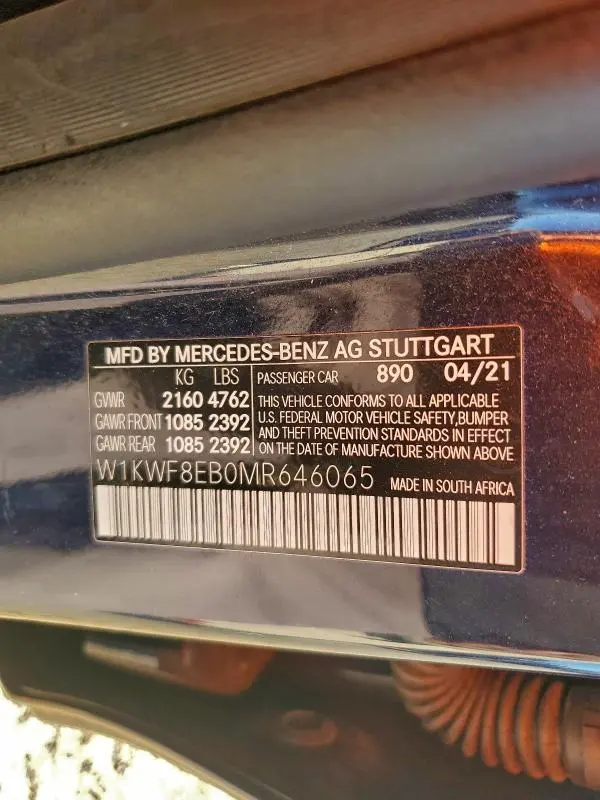 MFD BY MERCEDES-BENZ AG STUTTGART
KG LBS
GVWR 2160 4762
GAWR FRONT 1085 2392
GAWR REAR 1085 2392
PASSENGER CAR 890 04/21
THIS VEHICLE CONFORMS TO ALL APPLICABLE
U.S. FEDERAL MOTOR VEHICLE SAFETY,BUMPER
AND THEFT PREVENTION STANDARDS IN EFFECT
ON THE DATE OF MANUFACTURE SHOWN ABOVE
W1KWF8EB0MR646065
MADE IN SOUTH AFRICA